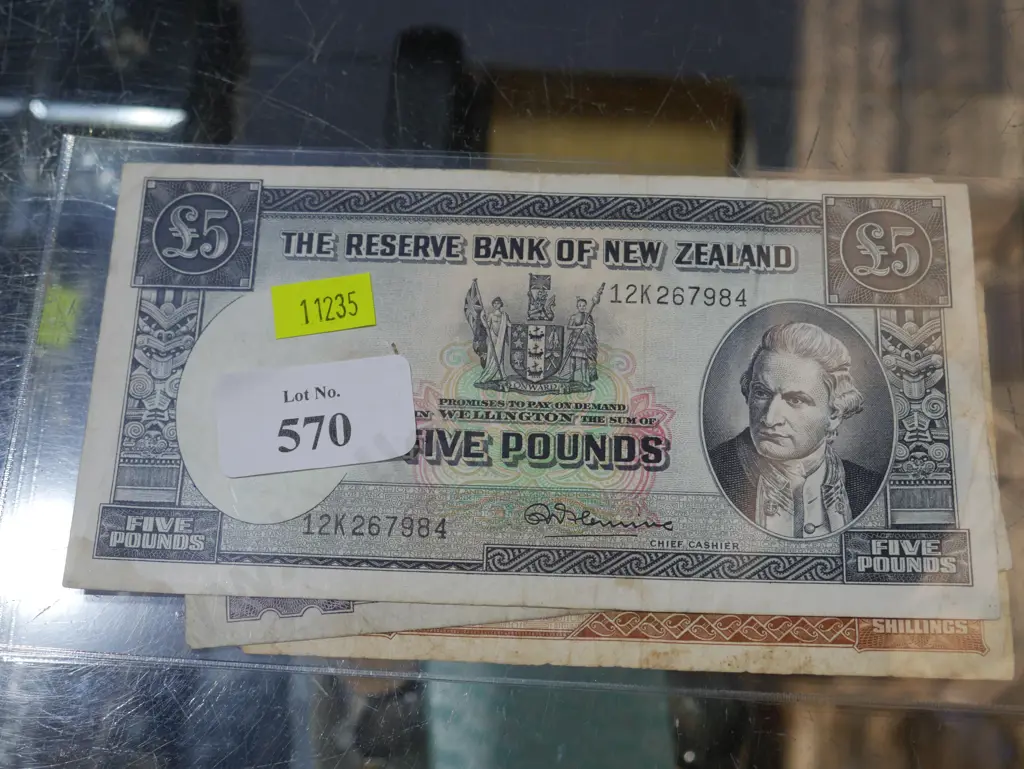 £5
£5
THE RESERVE BANK OF NEW ZEALAND
11235
12K267984
Lot No.
570
ONWARD
PROMISES TO PAY ON DEMAND
IN WELLINGTON THE SUM OF
FIVE POUNDS
12K267984
CHIEF CASHIER
FIVE
POUNDS
FIVE
POUNDS
SHILLINGS